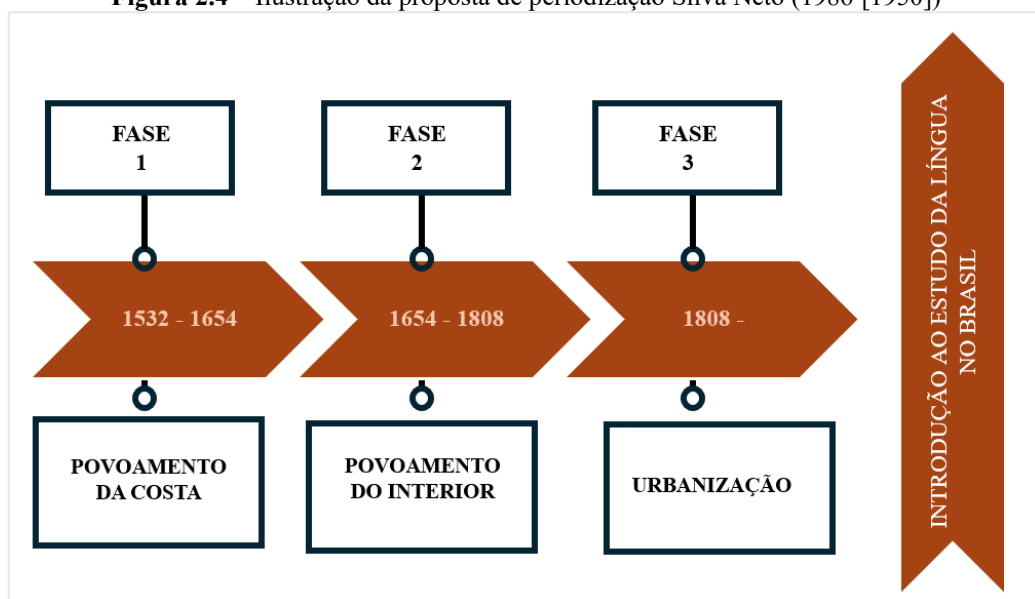 Figura 2.4 – Ilustração da proposta de periodização Silva Neto (1986 [1950])
FASE
1
FASE
2
FASE
3
1532 - 1654
1654 - 1808
1808 -
POVOAMENTO
DA COSTA
POVOAMENTO
DO INTERIOR
URBANIZAÇÃO
INTRODUÇÃO AO ESTUDO DA LÍNGUA
NO BRASIL